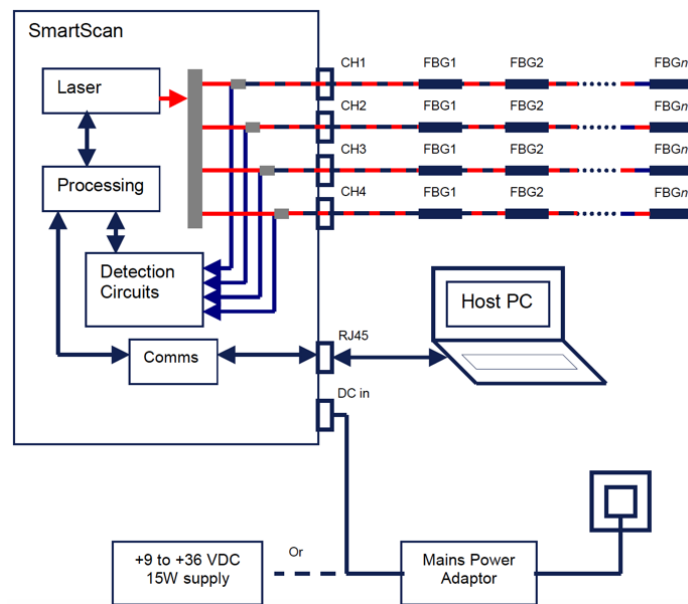 SmartScan
CH1 FBG1 FBG2 FBGn
Laser
CH2 FBG1 FBG2 FBGn
CH3 FBG1 FBG2 FBGn
Processing
CH4 FBG1 FBG2 FBGn
Detection
Circuits
Host PC
RJ45
Comms
DC in
+9 to +36 VDC
15W supply
Or
Mains Power
Adaptor